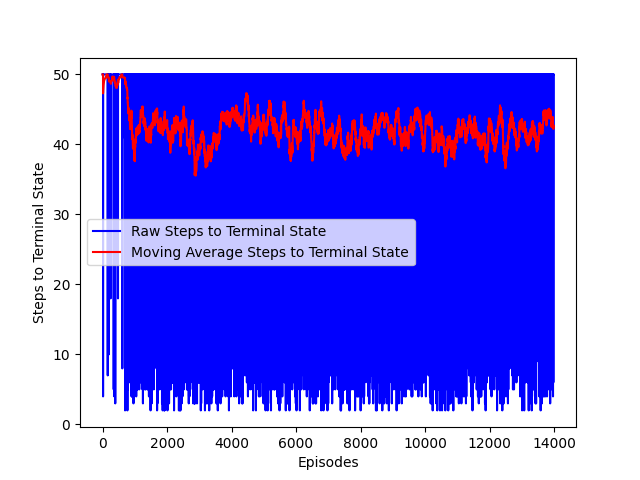 50
40
30
20
10
0
Steps to Terminal State
Raw Steps to Terminal State
Moving Average Steps to Terminal State
0 2000 4000 6000 8000 10000 12000 14000
Episodes